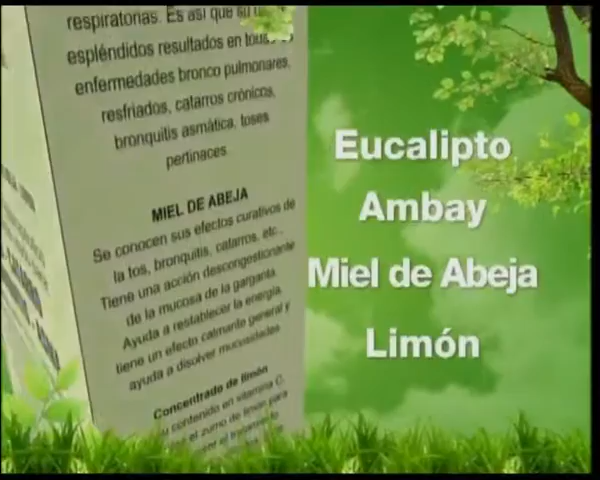 respiratorias. Es así que su
espléndidos resultados en
enfermedades bronco pulmonares,
resfriados, catarros crónicos,
bronquitis asmática, toses
pertinaces
MIEL DE ABEJA
Se conocen sus efectos curativos de
la tos, bronquitis, catarros, etc.,
Tiene una acción descongestionante
de la mucosa de la garganta.
Ayuda a restablecer la energía
tiene un efecto calmante general y
ayuda a disolver mucosidades
Concentrado de limón
contenido en vitamina C.
el zumo de limón para
el tratamiento
Eucalipto
Ambay
Miel de Abeja
Limón